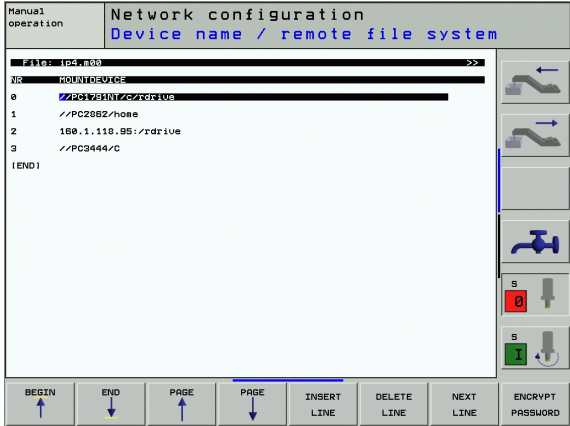 Manual
operation
Network configuration
Device name / remote file system
File: ip4.m00 >>
NR MOUNTDEVICE
0 //PC1791NT/c/rdrive
1 //PC2862/home
2 160.1.118.95:/rdrive
3 //PC3444/C
[END]
S
0
S
I
BEGIN
END
PAGE
PAGE
INSERT
LINE
DELETE
LINE
NEXT
LINE
ENCRYPT
PASSWORD